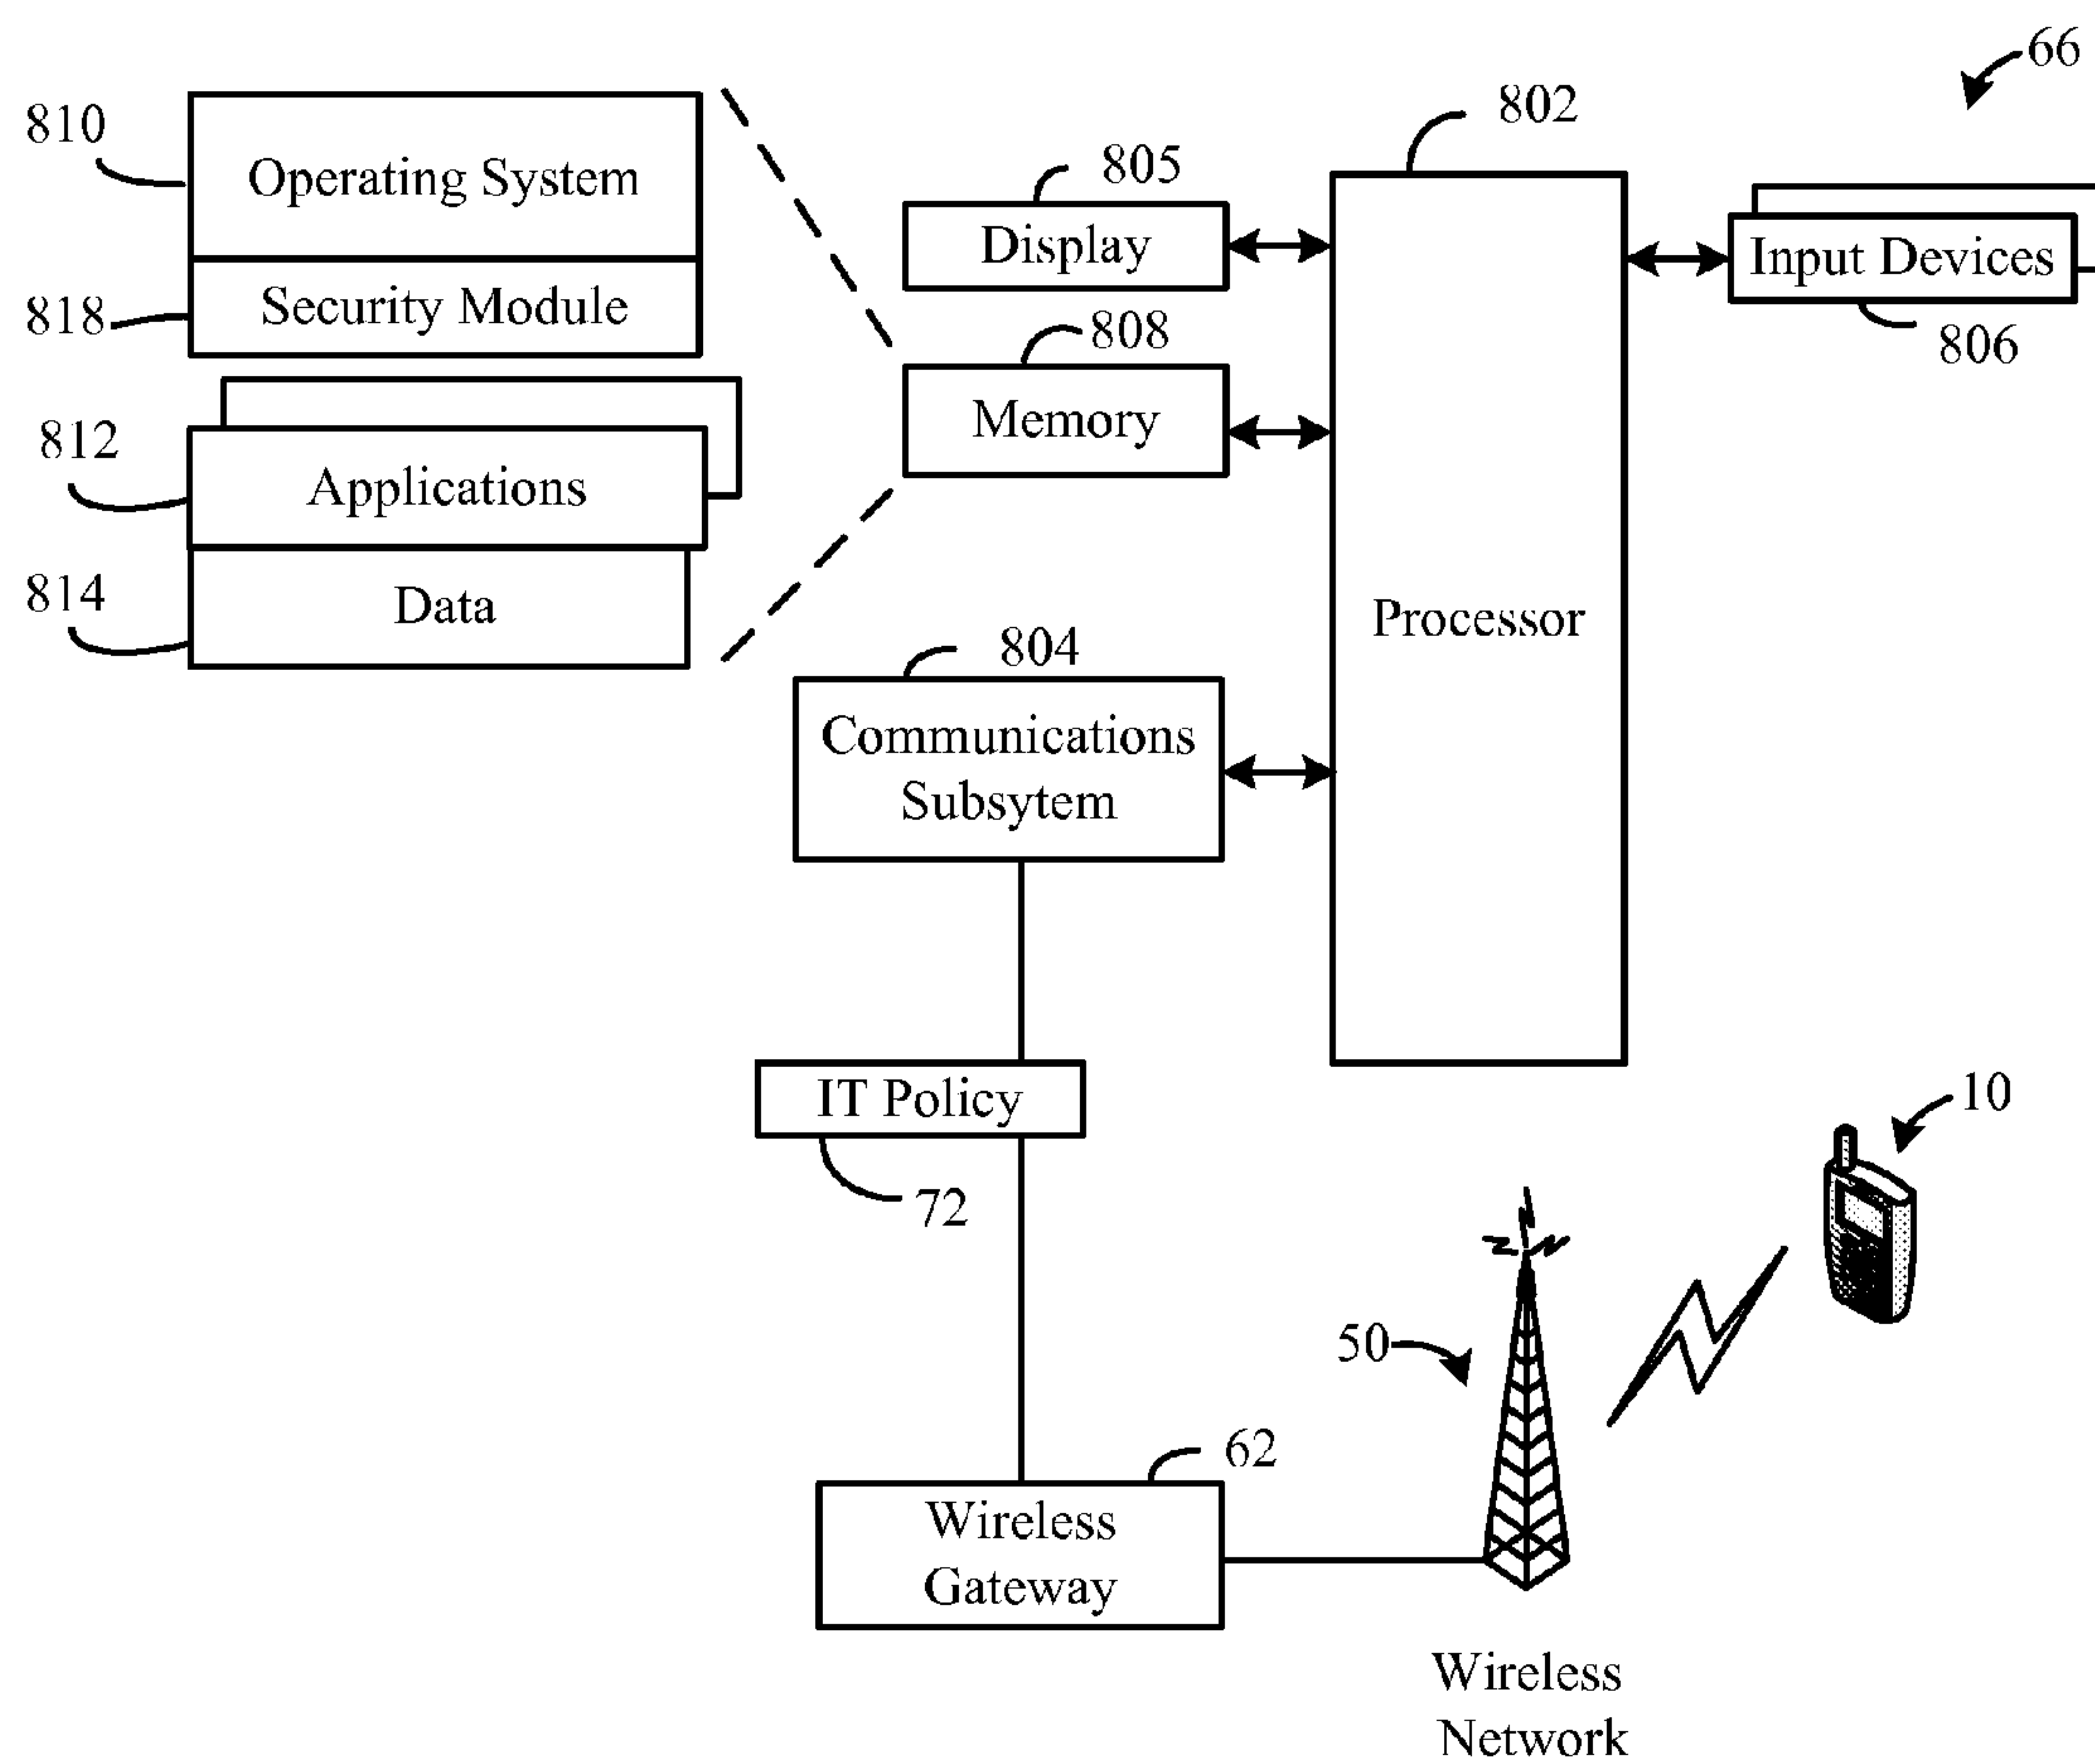 66
802
810
Operating System
805
Display
Input Devices
806
818
Security Module
808
Memory
812
Applications
814
Data
Processor
804
Communications
Subsytem
IT Policy
72
10
50
62
Wireless
Gateway
Wireless
Network